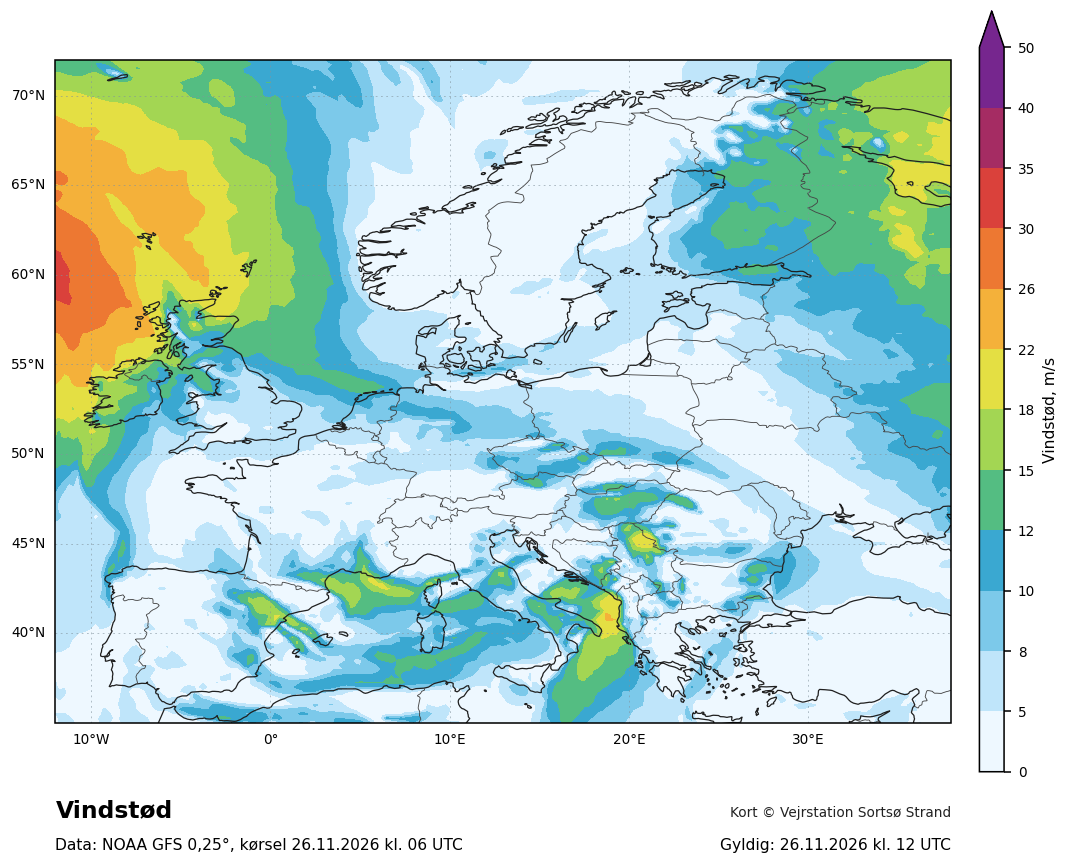 70°N
65°N
60°N
55°N
50°N
45°N
40°N
10°W
0°
10°E
20°E
30°E
50
40
35
30
26
22
18
15
12
10
8
5
0
Vindstød, m/s
Vindstød
Kort © Vejrstation Sortsø Strand
Data: NOAA GFS 0,25°, kørsel 26.11.2026 kl. 06 UTC
Gyldig: 26.11.2026 kl. 12 UTC